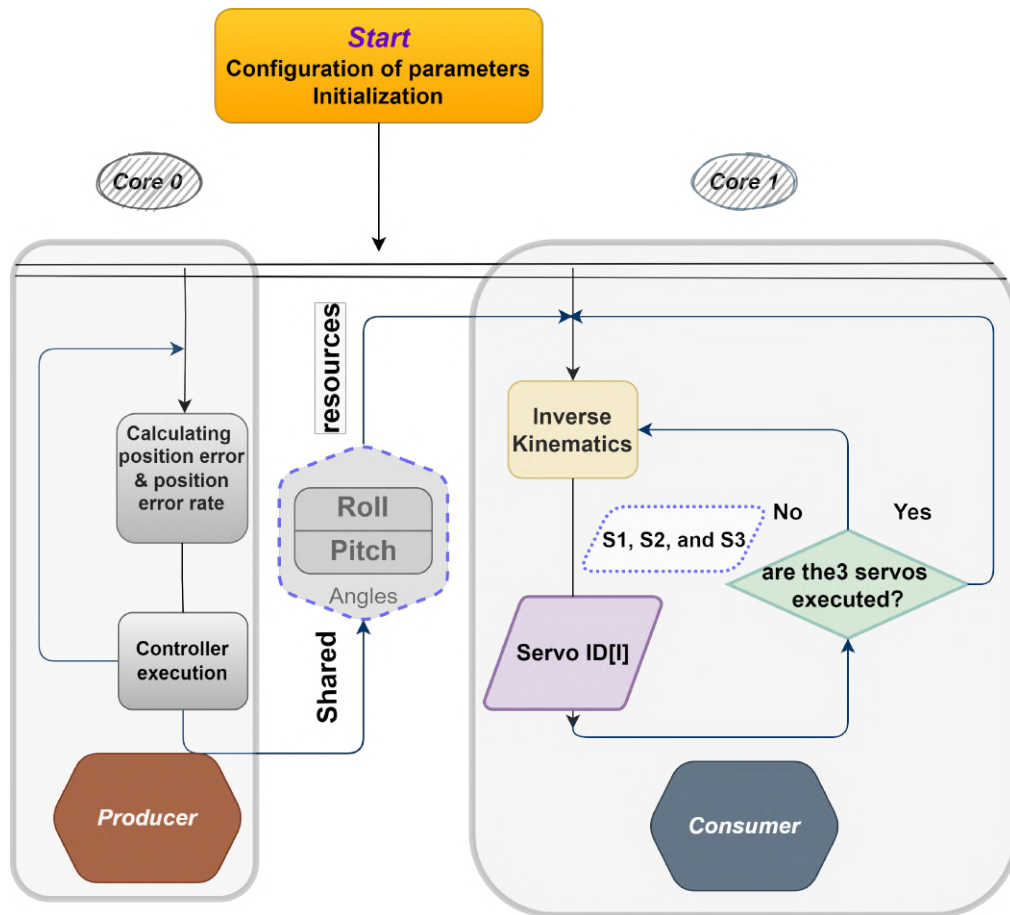 Start
Configuration of parameters
Initialization
Core 0
Core 1
resources
Calculating
position error
& position
error rate
Inverse
Kinematics
Roll
Pitch
Angles
S1, S2, and S3
No
Yes
are the3 servos
executed?
Controller
execution
Shared
Servo ID[I]
Producer
Consumer